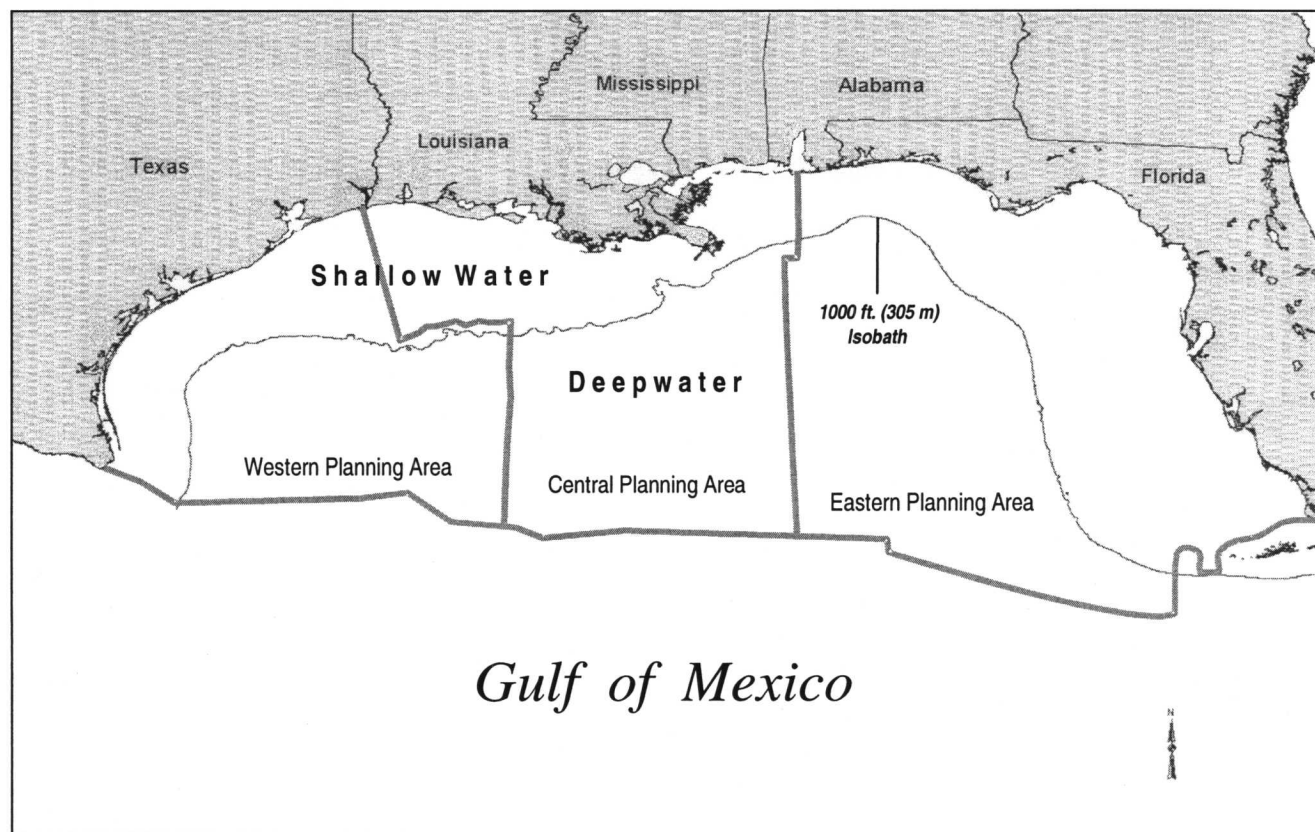 Mississippi
Alabama
Louisiana
Texas
Florida
Shallow Water
1000 ft. (305 m)
Isobath
Deepwater
Western Planning Area
Central Planning Area
Eastern Planning Area
Gulf of Mexico
N